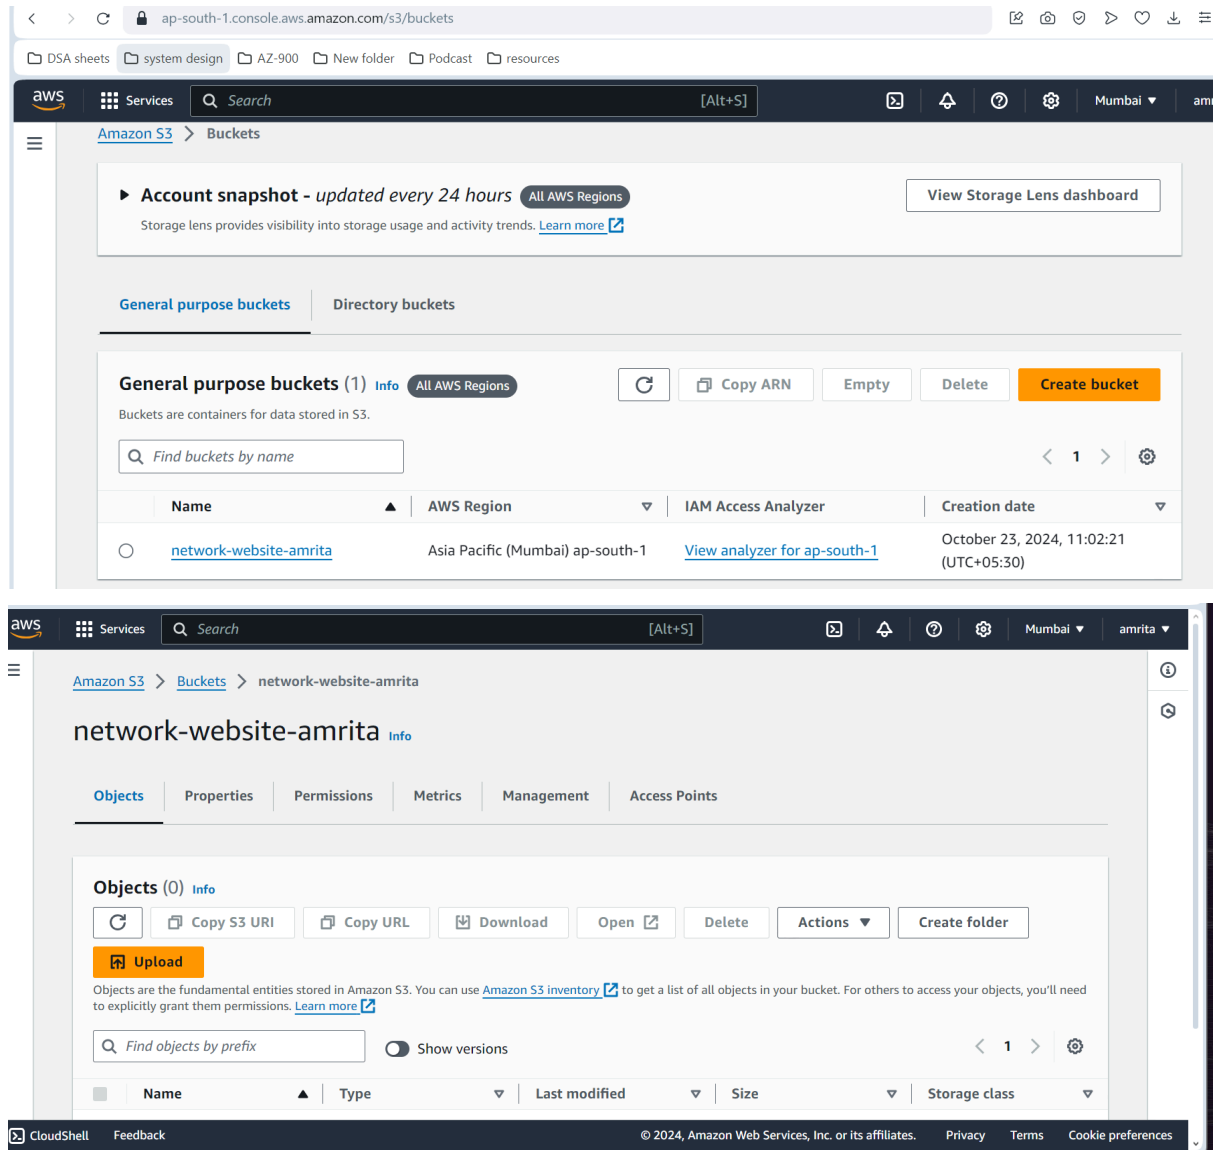 ap-south-1.console.aws.amazon.com/s3/buckets
DSA sheets system design AZ-900 New folder Podcast resources
aws Services Search [Alt+S] Mumbai amri
Amazon S3 > Buckets
Account snapshot - updated every 24 hours All AWS Regions View Storage Lens dashboard
Storage lens provides visibility into storage usage and activity trends. Learn more
General purpose buckets Directory buckets
General purpose buckets (1) Info All AWS Regions Copy ARN Empty Delete Create bucket
Buckets are containers for data stored in S3.
Find buckets by name 1
Name AWS Region IAM Access Analyzer Creation date
network-website-amrita Asia Pacific (Mumbai) ap-south-1 View analyzer for ap-south-1 October 23, 2024, 11:02:21
(UTC+05:30)
aws Services Search [Alt+S] Mumbai amrita
Amazon S3 > Buckets > network-website-amrita
network-website-amrita Info
Objects Properties Permissions Metrics Management Access Points
Objects (0) Info
Copy S3 URI Copy URL Download Open Delete Actions Create folder
Upload
Objects are the fundamental entities stored in Amazon S3. You can use Amazon S3 inventory to get a list of all objects in your bucket. For others to access your objects, you'll need
to explicitly grant them permissions. Learn more
Find objects by prefix Show versions 1
Name Type Last modified Size Storage class
CloudShell Feedback © 2024, Amazon Web Services, Inc. or its affiliates. Privacy Terms Cookie preferences